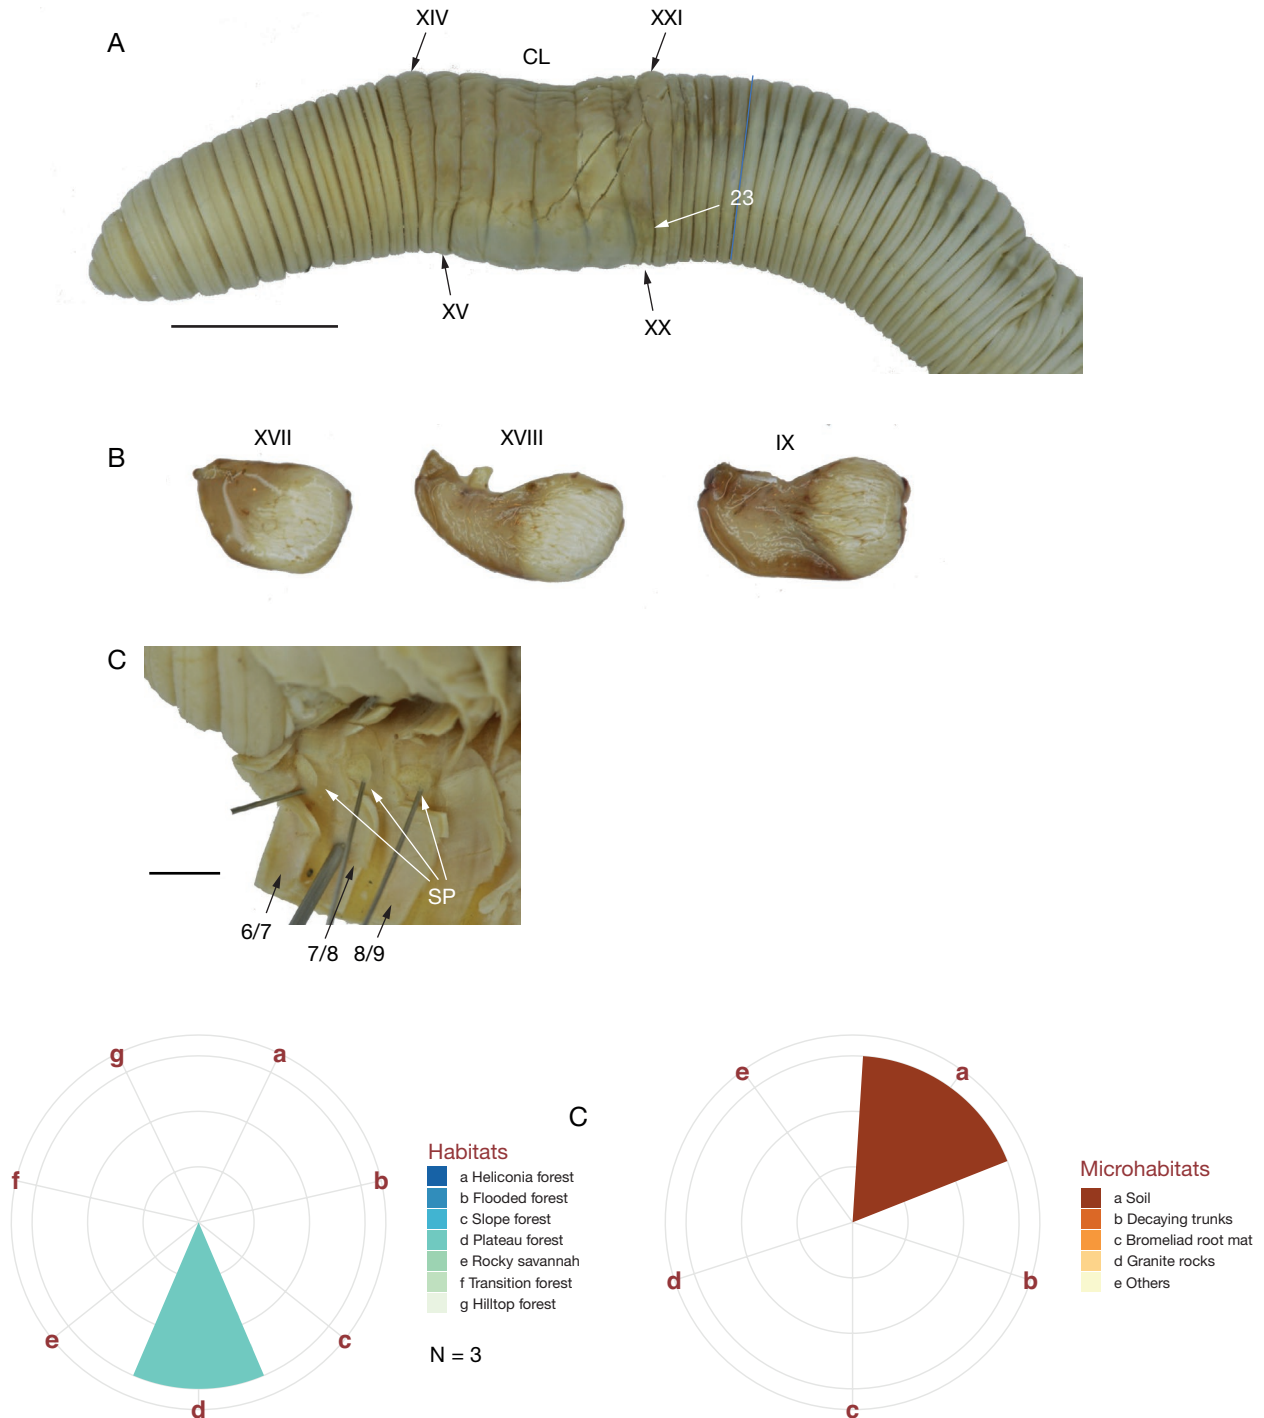 A
XIV
XXI
CL
23
XV
XX
B
XVII
XVIII
IX
C
SP
6/7
7/8
8/9
g
a
f
b
e
c
d
Habitats
a Heliconia forest
b Flooded forest
c Slope forest
d Plateau forest
e Rocky savannah
f Transition forest
g Hilltop forest
N = 3
C
e
a
d
b
c
Microhabitats
a Soil
b Decaying trunks
c Bromeliad root mat
d Granite rocks
e Others